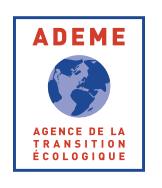 ADEME
AGENCE DE LA
TRANSITION
ÉCOLOGIQUE